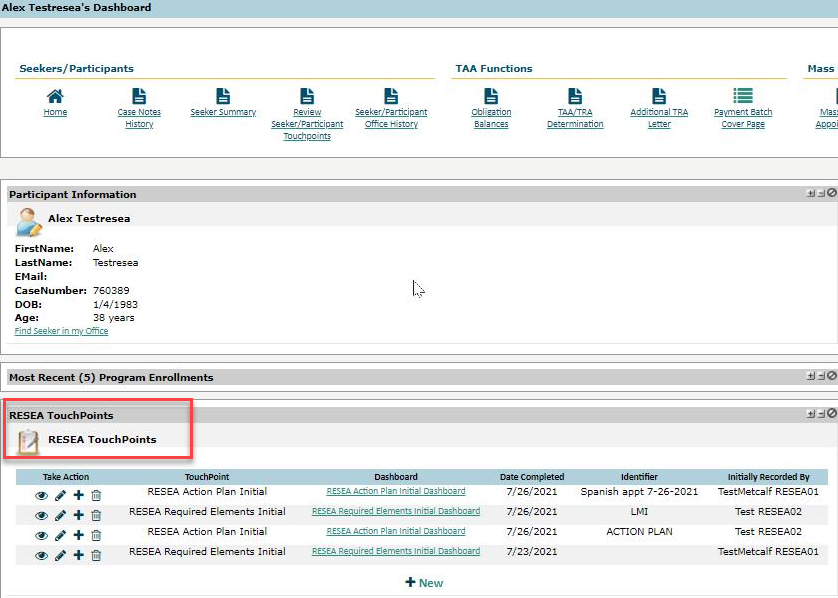 Alex Testresea's Dashboard
Seekers/Participants
TAA Functions
Mass
Home
Case Notes History
Seeker Summary
Review Seeker/Participant Touchpoints
Seeker/Participant Office History
Obligation Balances
TAA/TRA Determination
Additional TRA Letter
Payment Batch Cover Page
Participant Information
Alex Testresea
FirstName: Alex
LastName: Testresea
EMail:
CaseNumber: 760389
DOB: 1/4/1983
Age: 38 years
Find Seeker in my Office
Most Recent (5) Program Enrollments
RESEA TouchPoints
RESEA TouchPoints
Take Action TouchPoint Dashboard Date Completed Identifier Initially Recorded By
RESEA Action Plan Initial RESEA Action Plan Initial Dashboard 7/26/2021 Spanish appt 7-26-2021 TestMetcalf RESEA01
RESEA Required Elements Initial RESEA Required Elements Initial Dashboard 7/26/2021 LMI Test RESEA02
RESEA Action Plan Initial RESEA Action Plan Initial Dashboard 7/26/2021 ACTION PLAN Test RESEA02
RESEA Required Elements Initial RESEA Required Elements Initial Dashboard 7/23/2021 TestMetcalf RESEA01
New